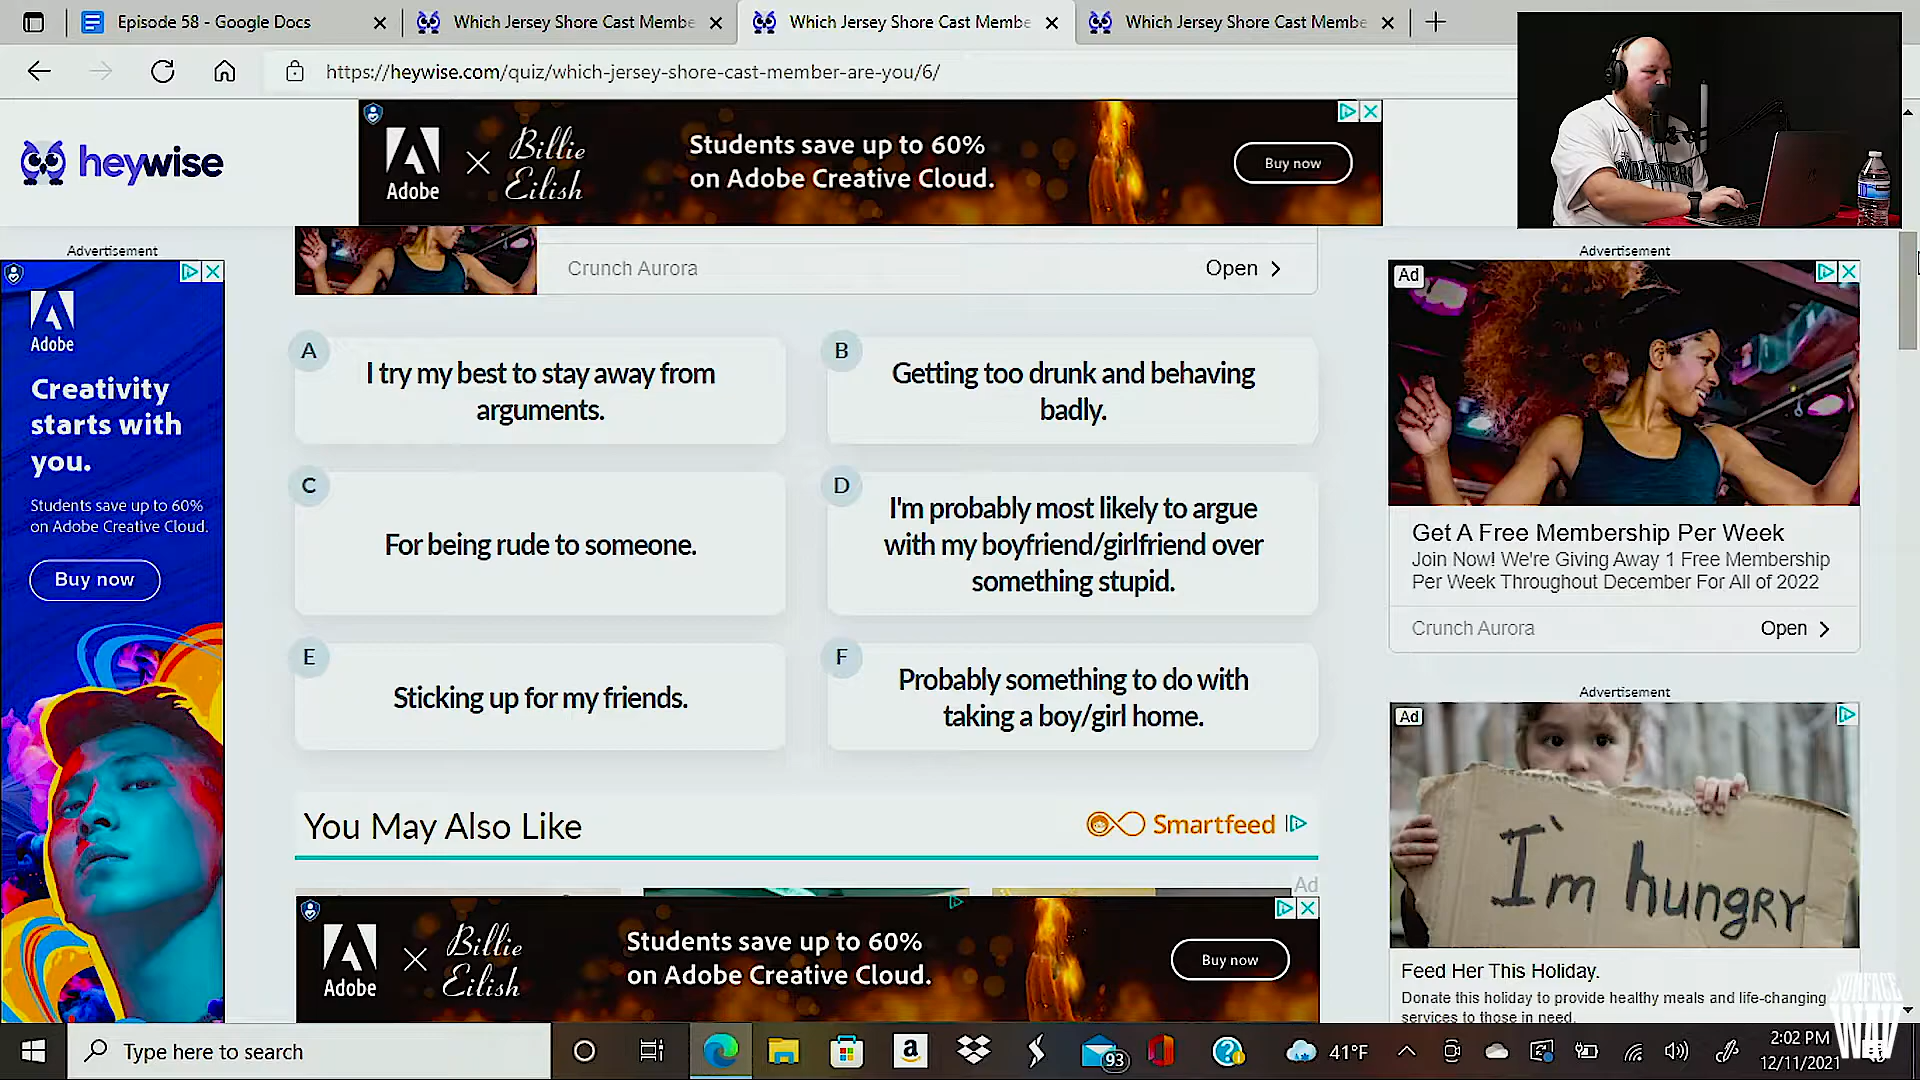 Episode 58 - Google Docs
Which Jersey Shore Cast Membe
Which Jersey Shore Cast Membe
Which Jersey Shore Cast Membe
https://heywise.com/quiz/which-jersey-shore-cast-member-are-you/6/
heywise
Adobe
Billie
Eilish
Students save up to 60%
on Adobe Creative Cloud.
Buy now
MARINERS
Advertisement
Adobe
Creativity
starts with
you.
Students save up to 60%
on Adobe Creative Cloud.
Buy now
Crunch Aurora
Open
A
I try my best to stay away from
arguments.
B
Getting too drunk and behaving
badly.
C
For being rude to someone.
D
I'm probably most likely to argue
with my boyfriend/girlfriend over
something stupid.
E
Sticking up for my friends.
F
Probably something to do with
taking a boy/girl home.
You May Also Like
Smartfeed
Ad
Adobe
Billie
Eilish
Students save up to 60%
on Adobe Creative Cloud.
Buy now
Advertisement
Ad
Get A Free Membership Per Week
Join Now! We're Giving Away 1 Free Membership
Per Week Throughout December For All of 2022
Crunch Aurora
Open
Advertisement
Ad
I'm hungry
Feed Her This Holiday.
Donate this holiday to provide healthy meals and life-changing
services to those in need.
SURFACE
WAV
Type here to search
a
93
41°F
2:02 PM
12/11/2021